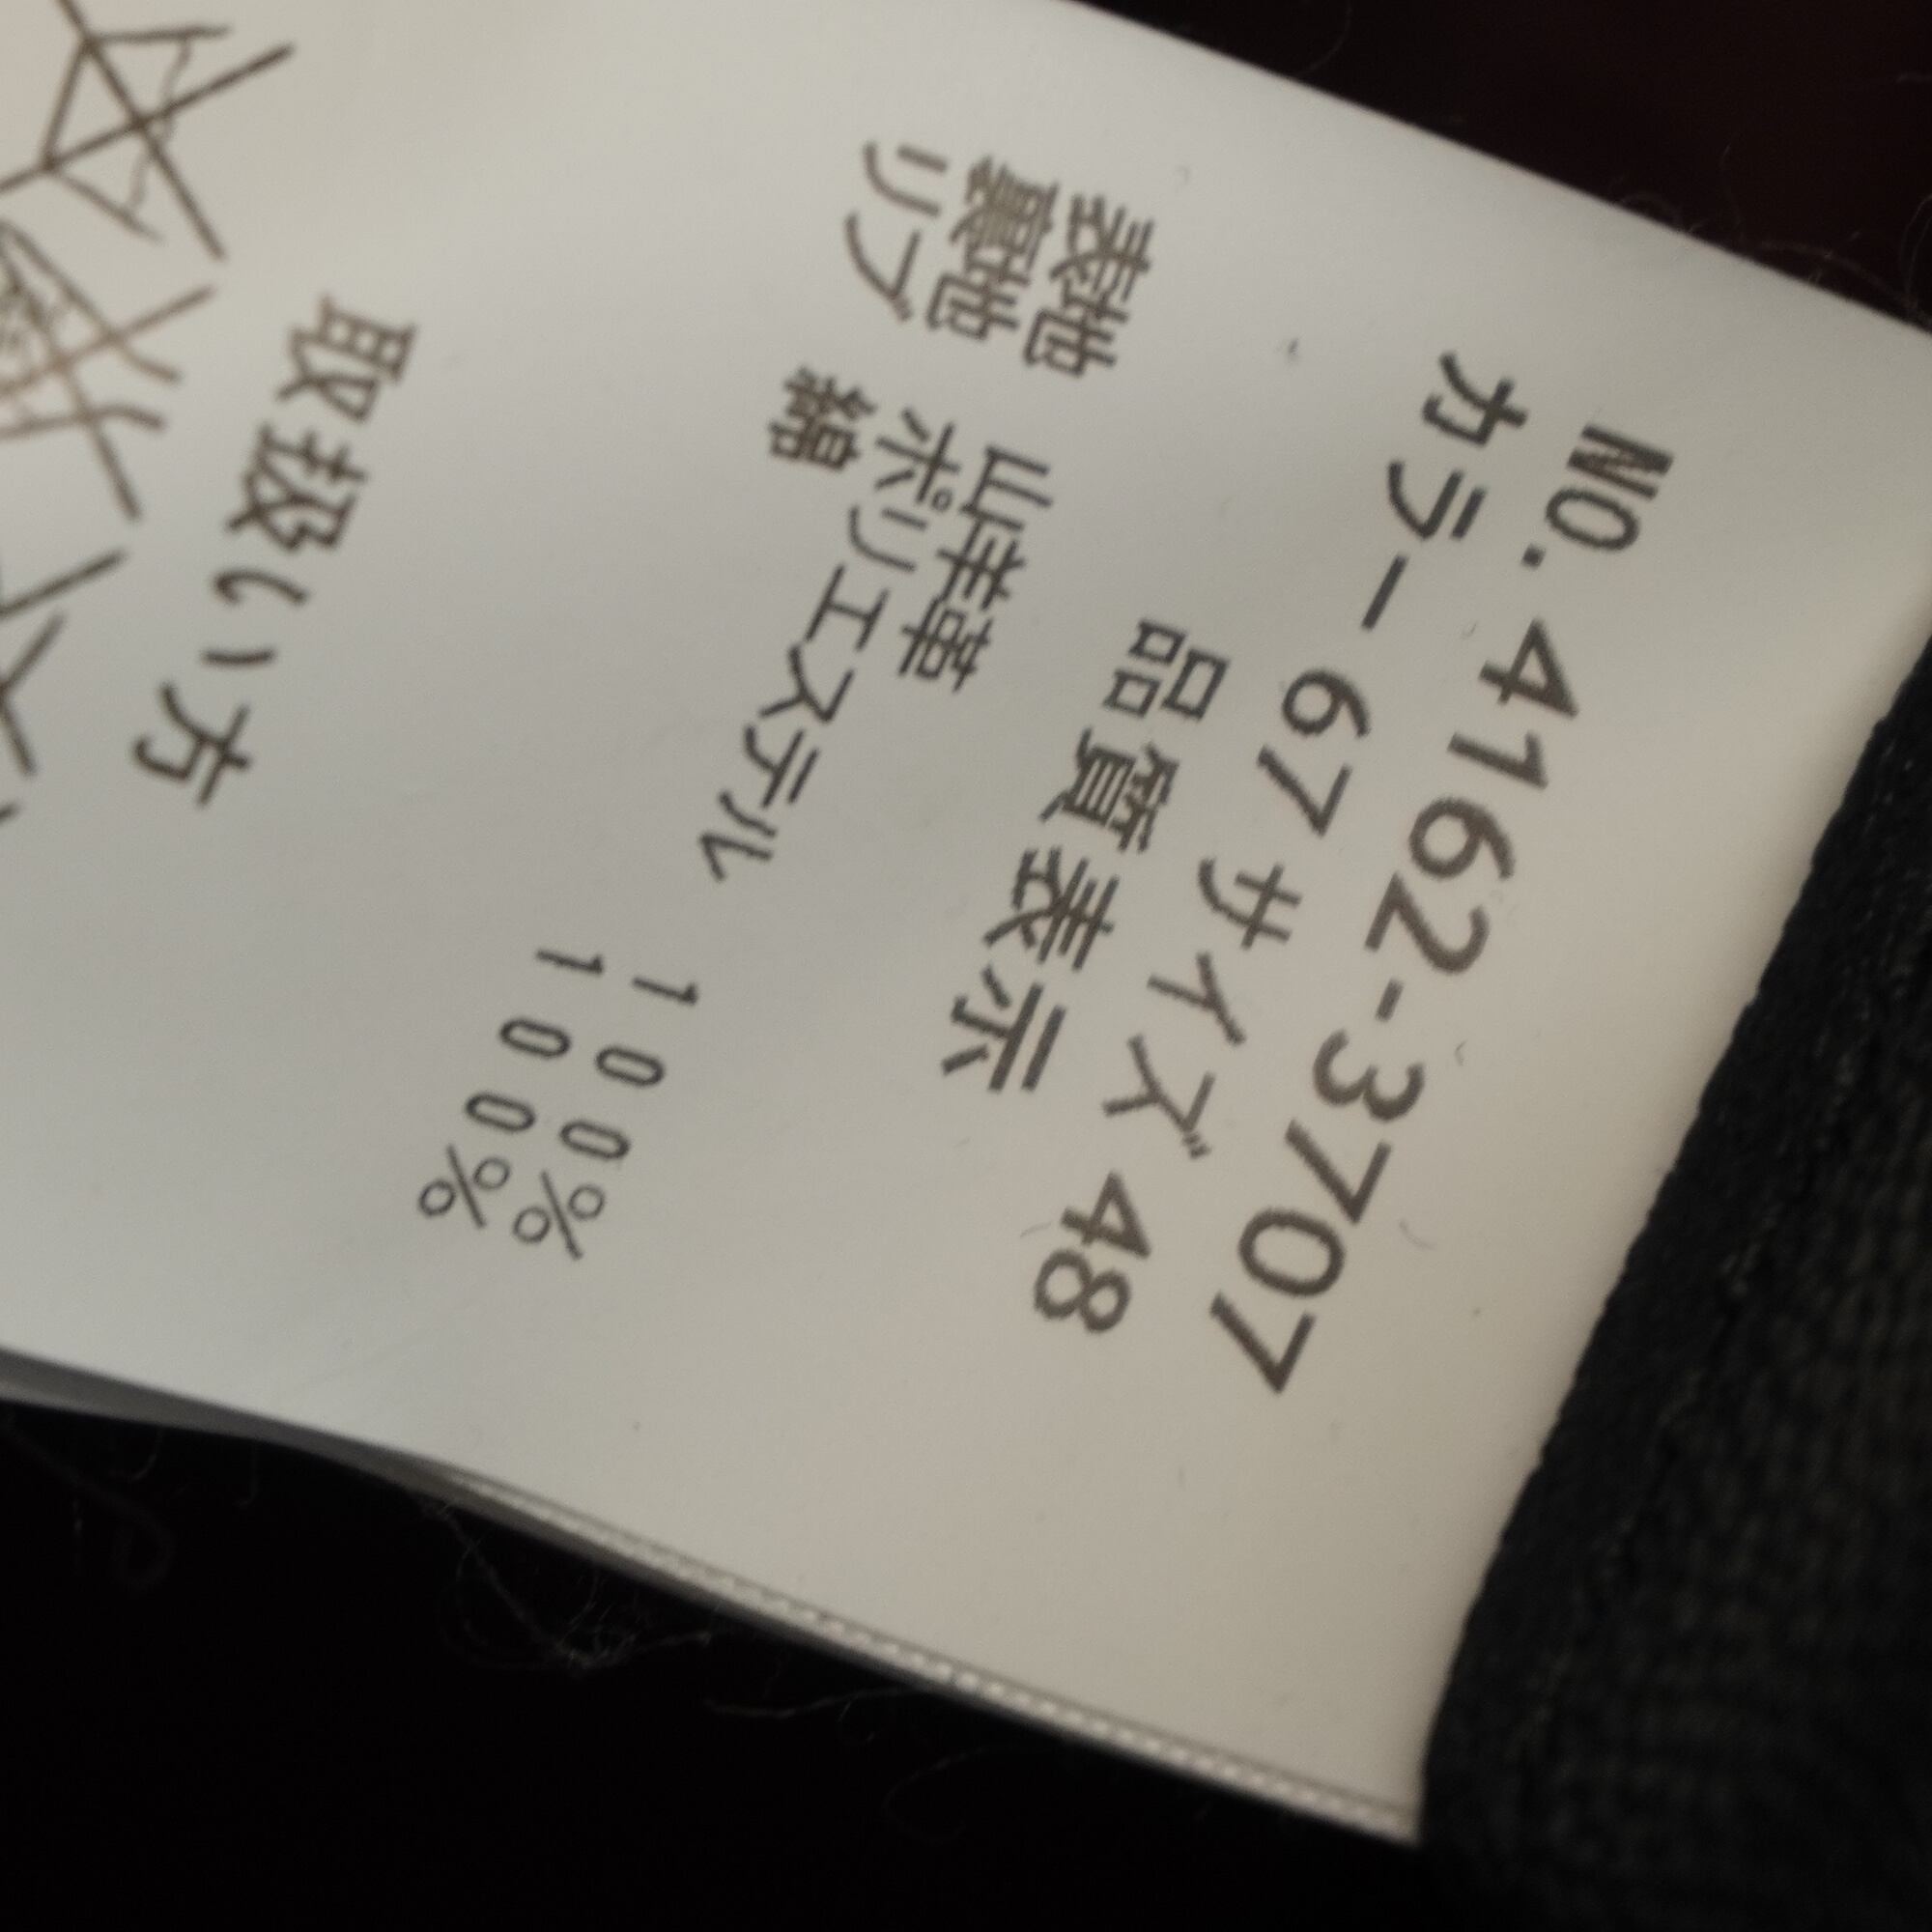 NO. 4162-3707
カラー 67 サイズ 48
品質表示
表地 山羊革
裏地 ポリエステル 100%
リブ 綿 100%
取扱い方